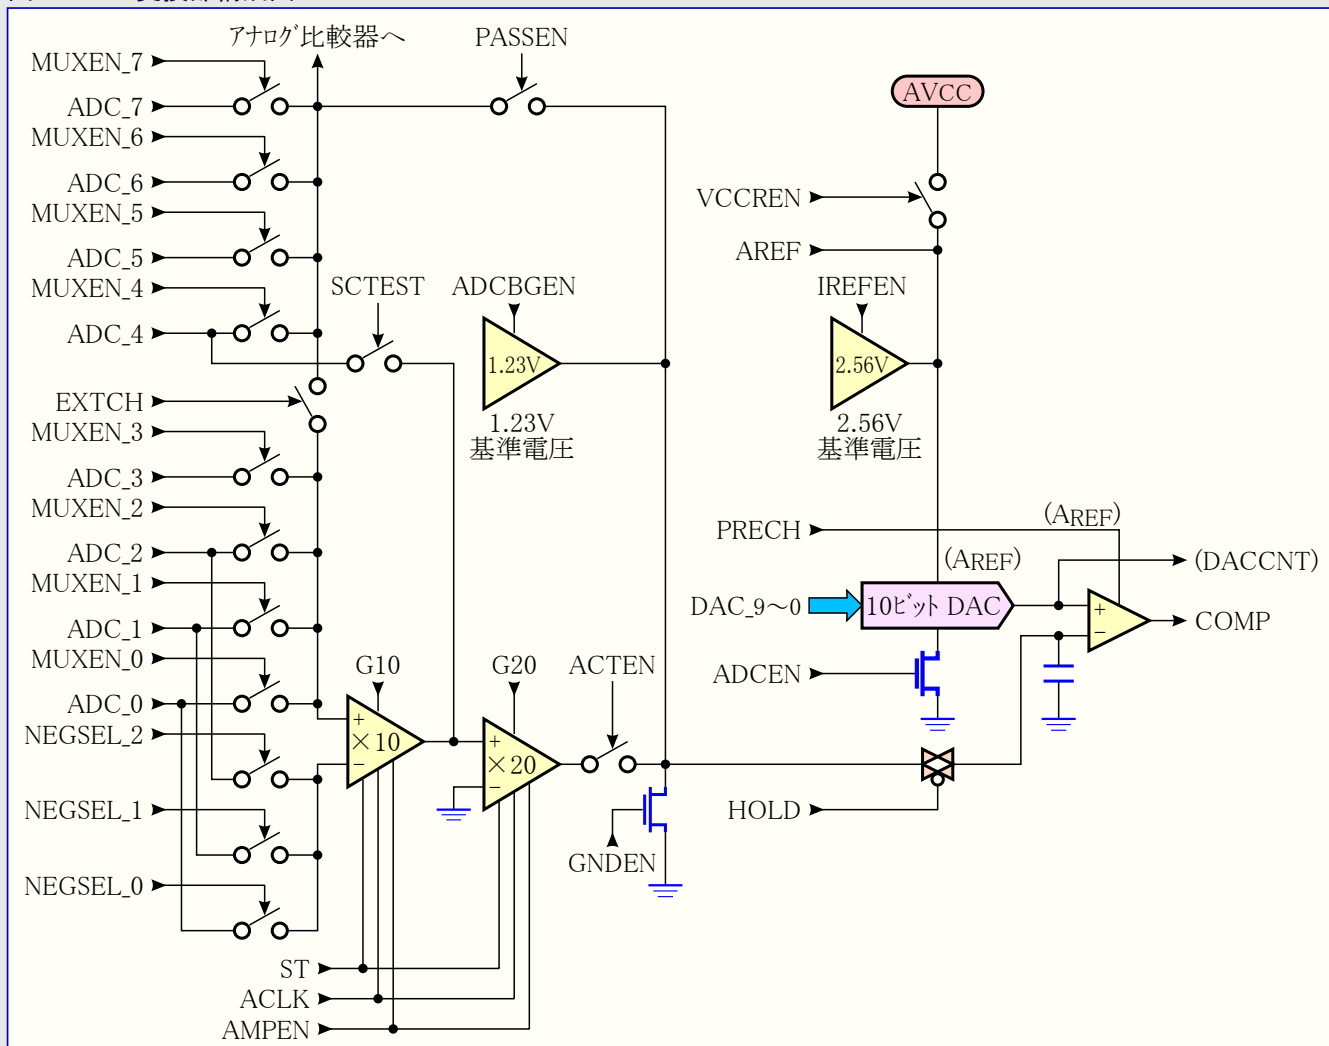 アナログ比較器へ
PASSEN
MUXEN_7
ADC_7
AVCC
MUXEN_6
ADC_6
MUXEN_5
VCCREN
ADC_5
AREF
MUXEN_4
SCTEST
ADCBGEN
IREFEN
ADC_4
1.23V
2.56V
EXTCH
1.23V
基準電圧
2.56V
基準電圧
MUXEN_3
ADC_3
MUXEN_2
PRECH
(AREF)
ADC_2
(AREF)
(DACCNT)
MUXEN_1
DAC_9～0
10ビット DAC
+
−
COMP
ADC_1
MUXEN_0
G10
G20
ACTEN
ADCEN
ADC_0
NEGSEL_2
+
×10
−
+
×20
−
NEGSEL_1
HOLD
GNDEN
NEGSEL_0
ST
ACLK
AMPEN